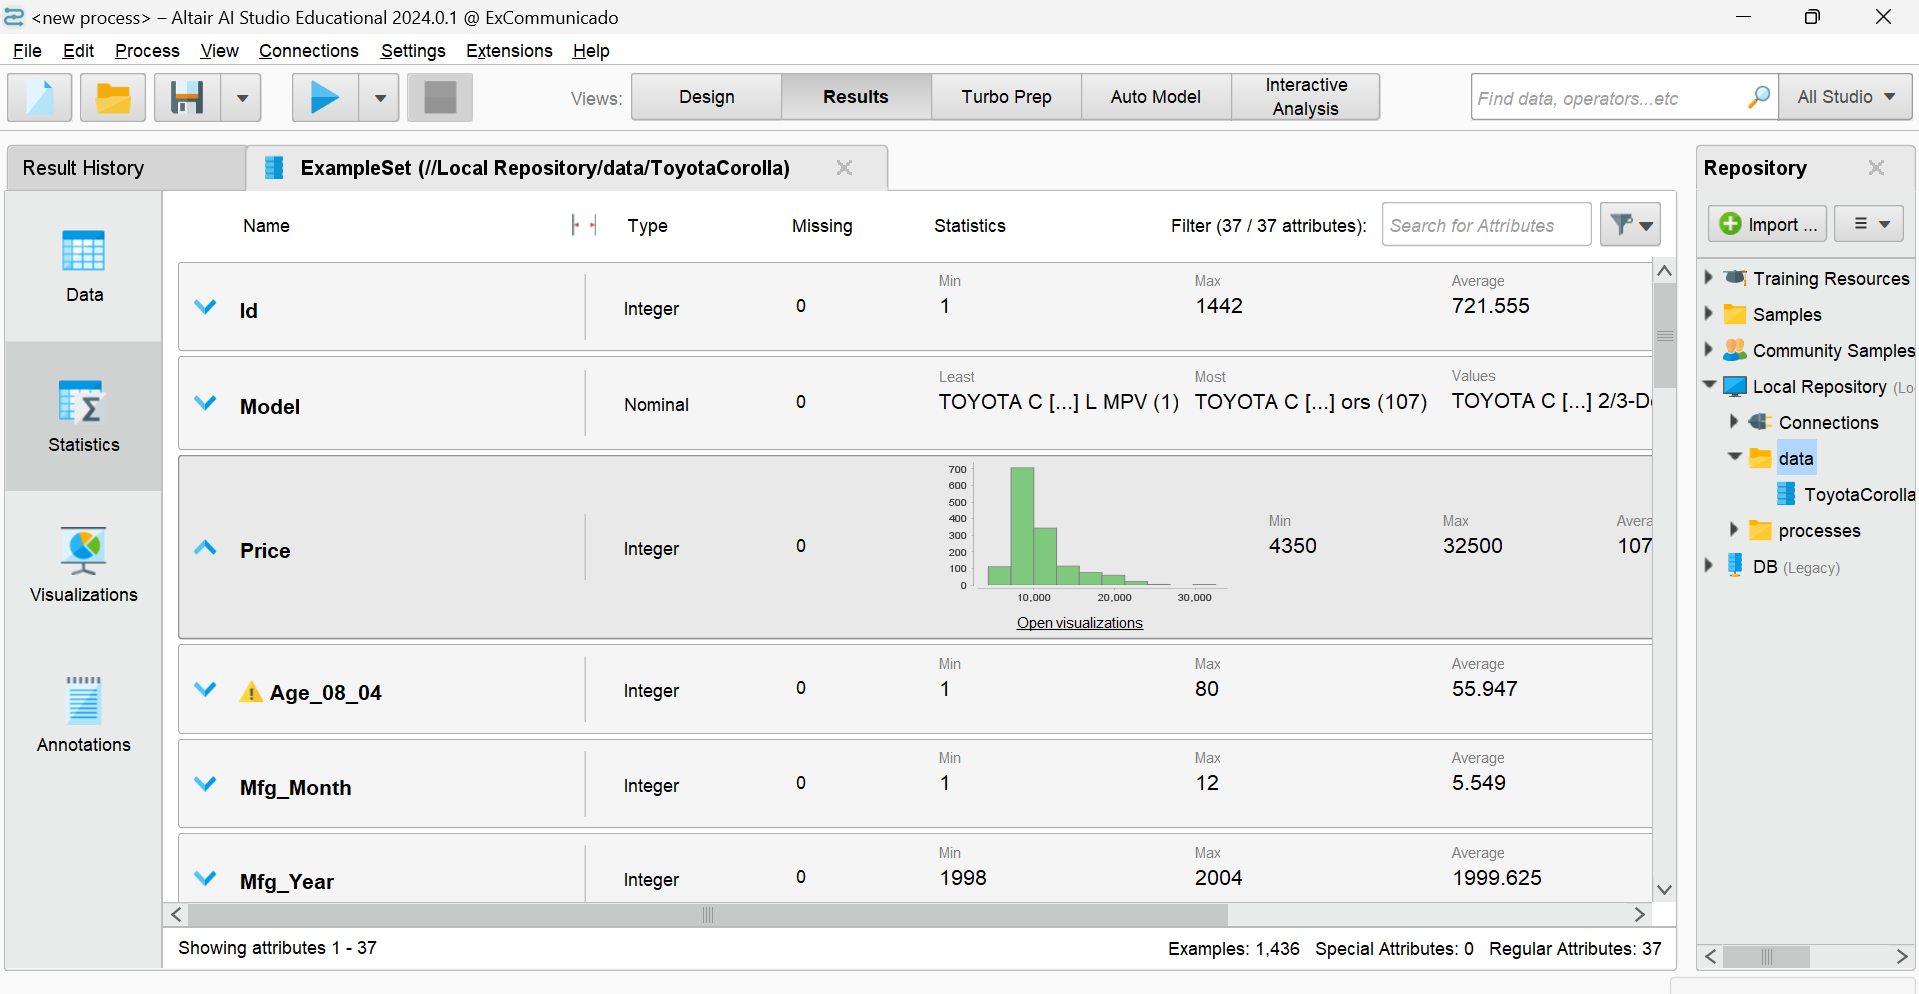 <new process> – Altair AI Studio Educational 2024.0.1 @ ExCommunicado
File Edit Process View Connections Settings Extensions Help
Views: Design Results Turbo Prep Auto Model Interactive Analysis
Find data, operators...etc All Studio
Result History
ExampleSet (//Local Repository/data/ToyotaCorolla)
Data
Statistics
Visualizations
Annotations
Name Type Missing Statistics Filter (37 / 37 attributes): Search for Attributes
Min Max Average
Id Integer 0 1 1442 721.555
Least Most Values
Model Nominal 0 TOYOTA C [...] L MPV (1) TOYOTA C [...] ors (107) TOYOTA C [...] 2/3-D
700
600
500
400
300
200
100
0
10,000 20,000 30,000
Open visualizations
Min Max Avera
Price Integer 0 4350 32500 107
Min Max Average
Age_08_04 Integer 0 1 80 55.947
Min Max Average
Mfg_Month Integer 0 1 12 5.549
Min Max Average
Mfg_Year Integer 0 1998 2004 1999.625
Showing attributes 1 - 37
Examples: 1,436 Special Attributes: 0 Regular Attributes: 37
Repository
Import ...
Training Resources
Samples
Community Samples
Local Repository (Lo
Connections
data
ToyotaCorolla
processes
DB (Legacy)